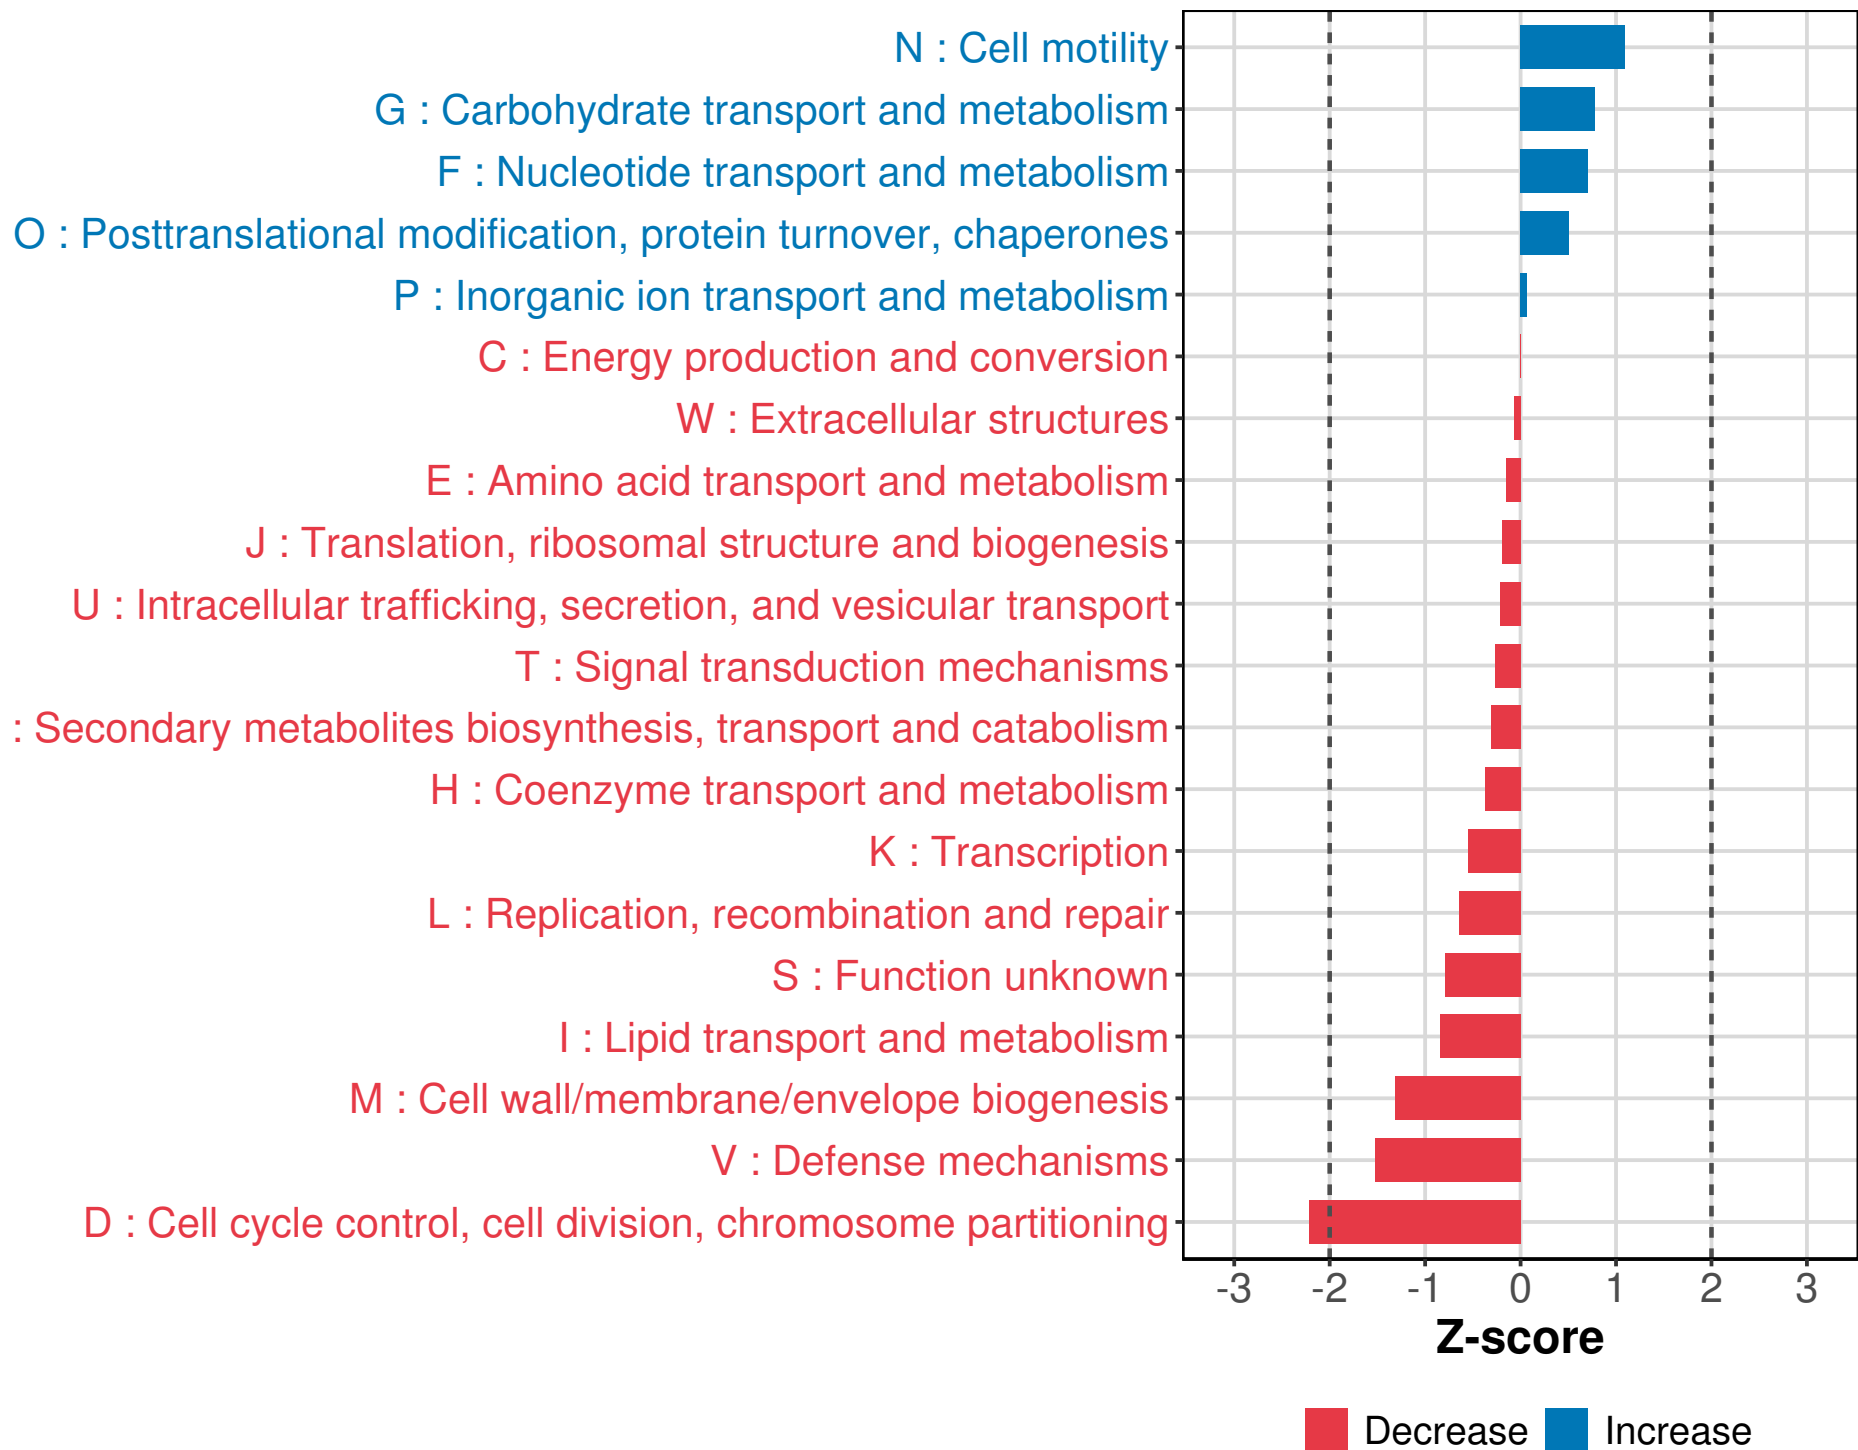 N : Cell motility
G : Carbohydrate transport and metabolism
F : Nucleotide transport and metabolism
O : Posttranslational modification, protein turnover, chaperones
P : Inorganic ion transport and metabolism
C : Energy production and conversion
W : Extracellular structures
E : Amino acid transport and metabolism
J : Translation, ribosomal structure and biogenesis
U : Intracellular trafficking, secretion, and vesicular transport
T : Signal transduction mechanisms
: Secondary metabolites biosynthesis, transport and catabolism
H : Coenzyme transport and metabolism
K : Transcription
L : Replication, recombination and repair
S : Function unknown
I : Lipid transport and metabolism
M : Cell wall/membrane/envelope biogenesis
V : Defense mechanisms
D : Cell cycle control, cell division, chromosome partitioning
-3 -2 -1 0 1 2 3
Z-score
Decrease Increase